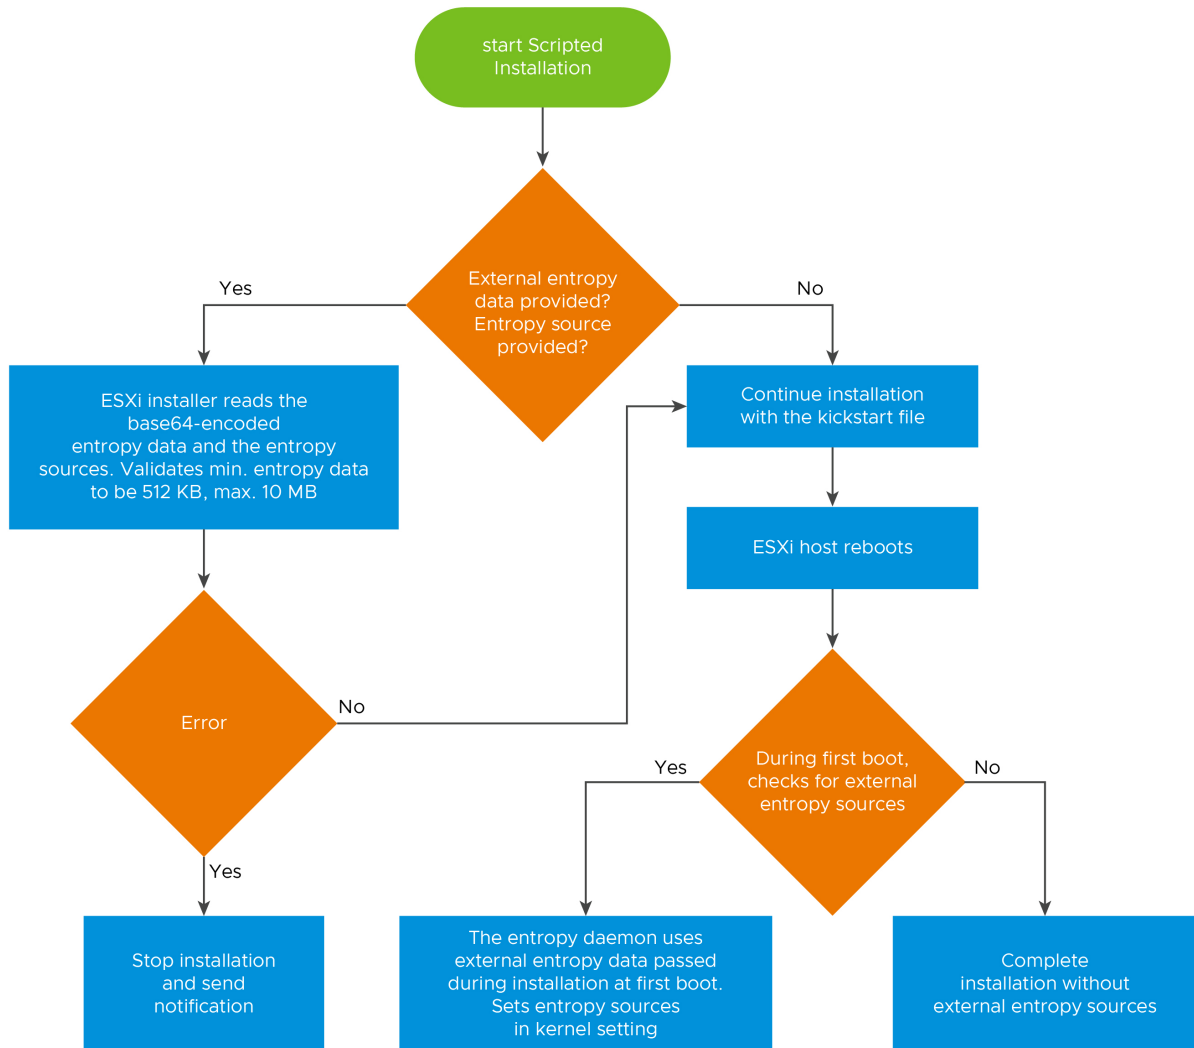 start Scripted
Installation
External entropy
data provided?
Entropy source
provided?
Yes
No
ESXi installer reads the
base64-encoded
entropy data and the entropy
sources. Validates min. entropy data
to be 512 KB, max. 10 MB
Continue installation
with the kickstart file
ESXi host reboots
Error
No
Yes
Stop installation
and send
notification
During first boot,
checks for external
entropy sources
Yes
No
The entropy daemon uses
external entropy data passed
during installation at first boot.
Sets entropy sources
in kernel setting
Complete
installation without
external entropy sources